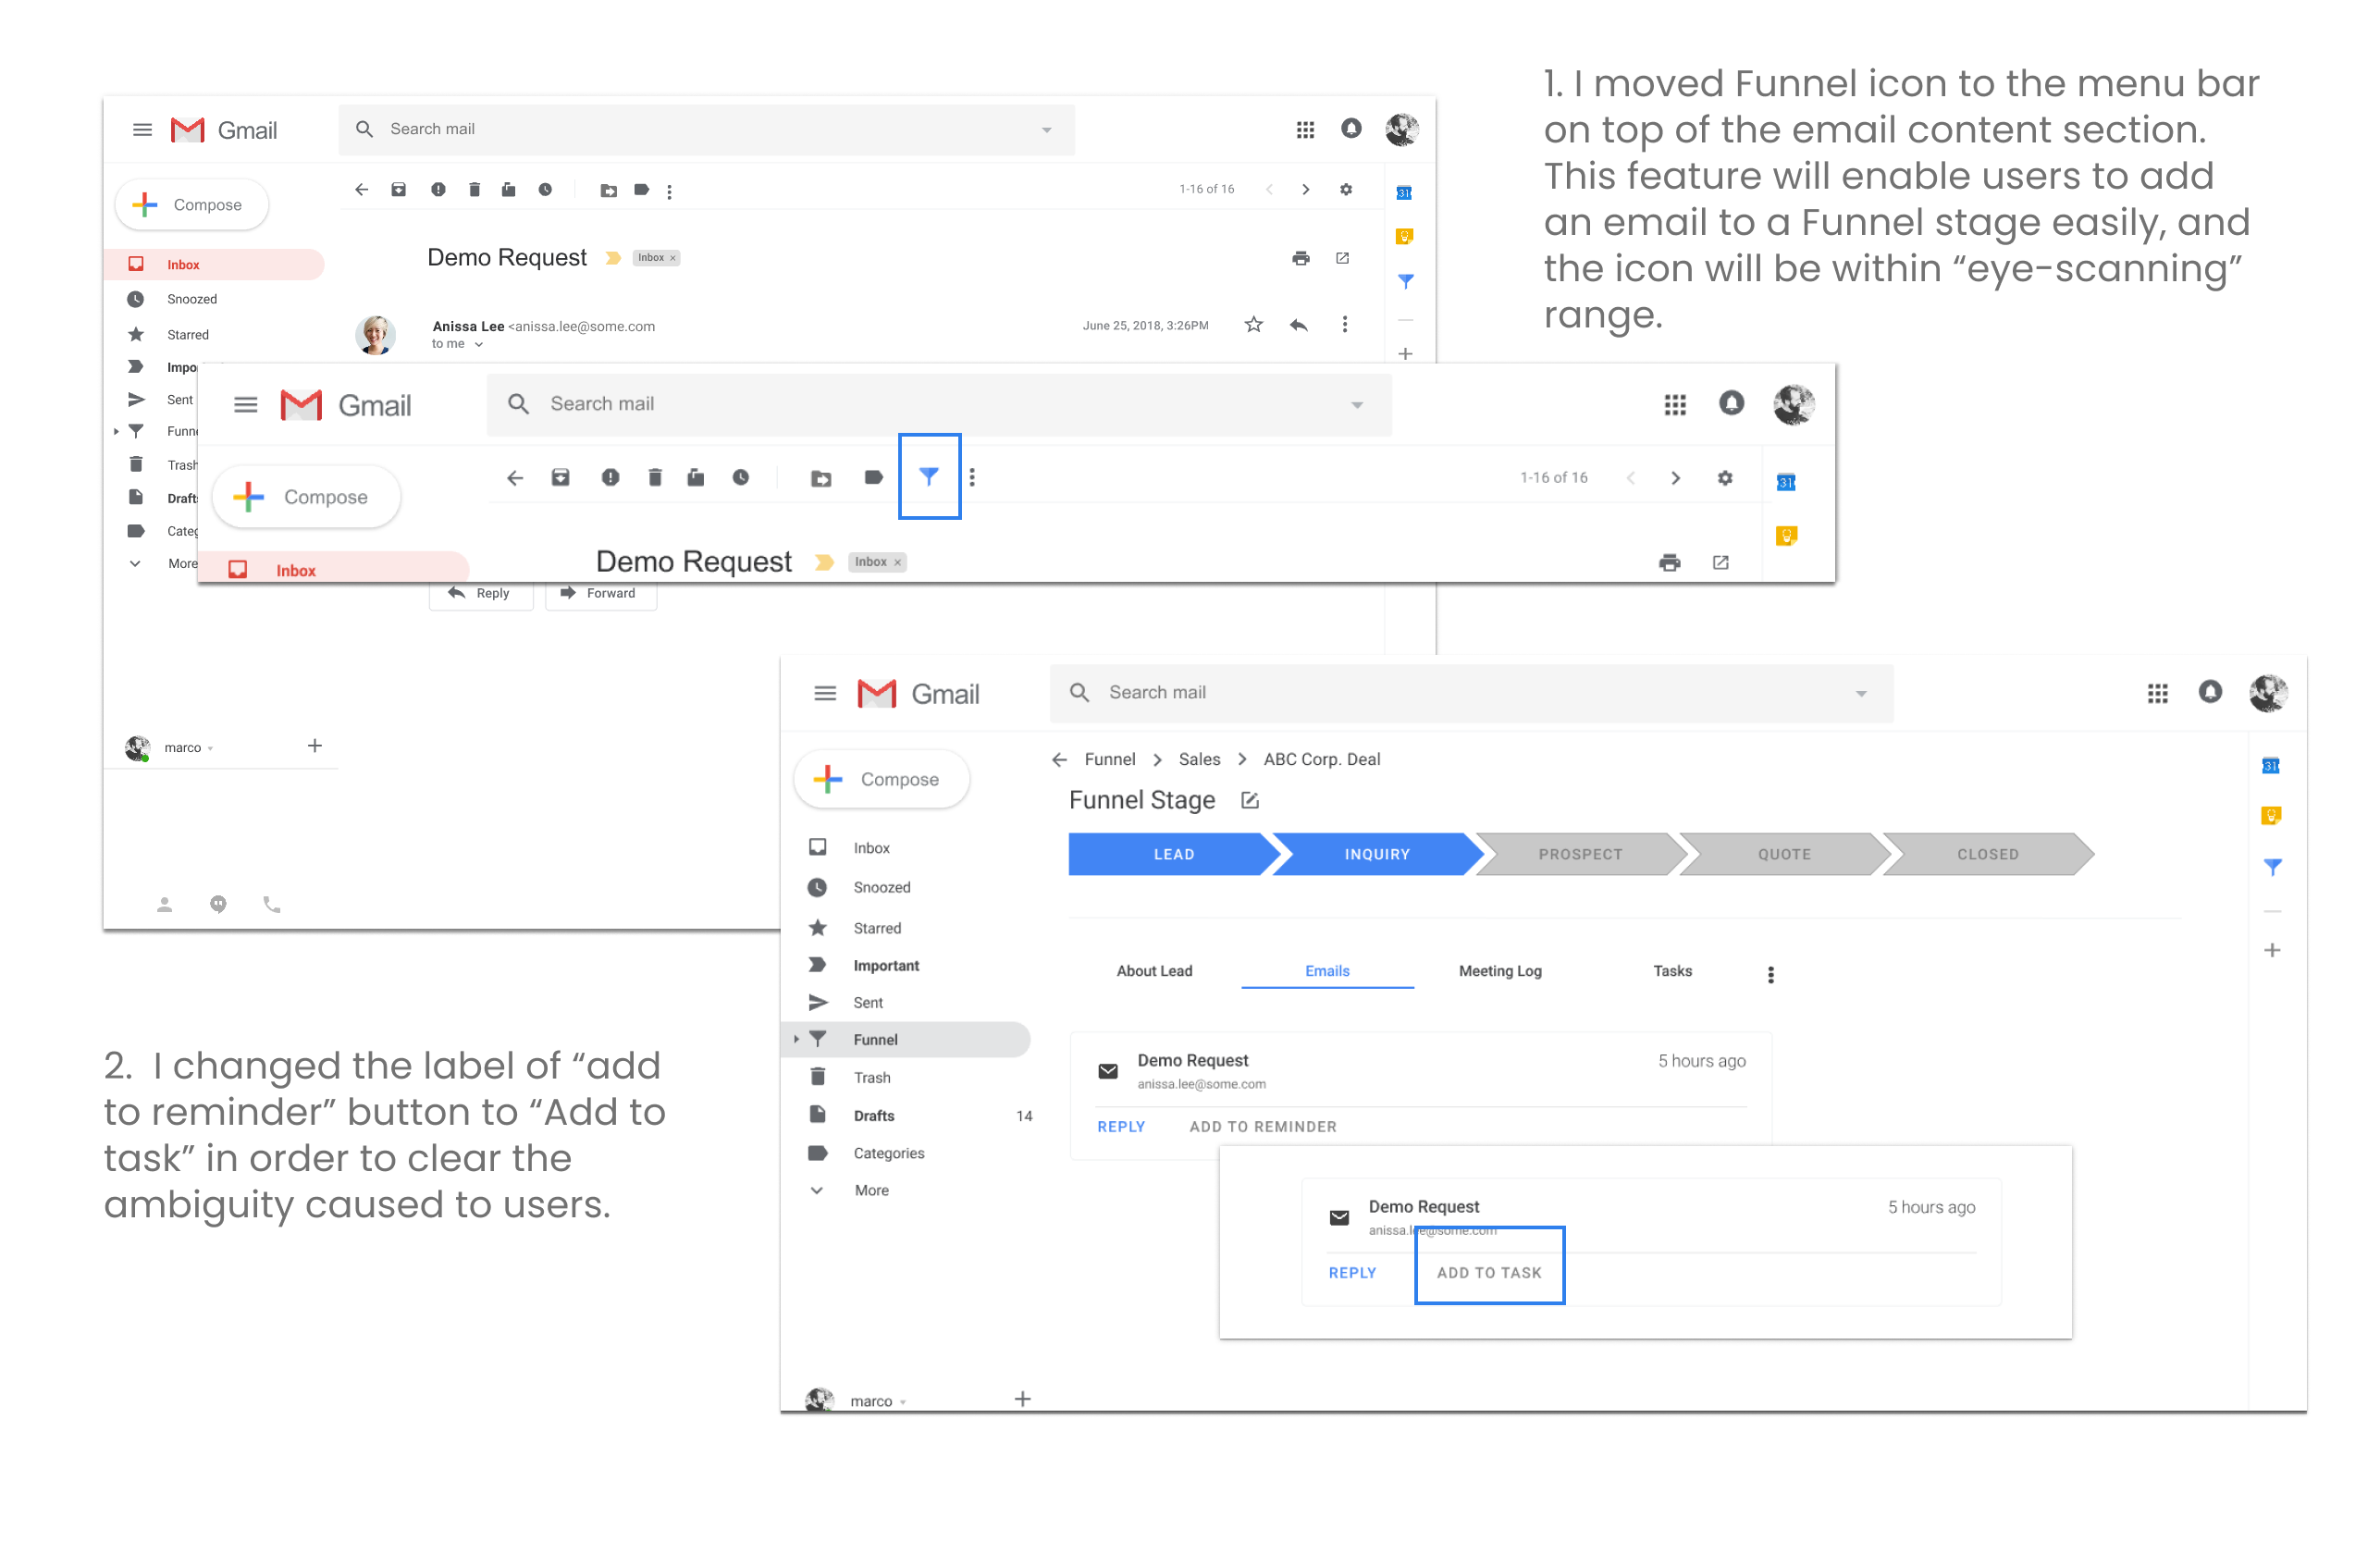 1. I moved Funnel icon to the menu bar
on top of the email content section.
This feature will enable users to add
an email to a Funnel stage easily, and
the icon will be within “eye-scanning”
range.
Gmail
Search mail
Compose
1-16 of 16
31
Inbox
Snoozed
Starred
Impo
Sent
Funn
Trash
Draft
Categ
More
Demo Request
Inbox ×
Anissa Lee <anissa.lee@some.com
to me
June 25, 2018, 3:26PM
Reply
Forward
marco
Gmail
Search mail
Compose
1-16 of 16
31
Inbox
Demo Request
Inbox ×
2. I changed the label of “add
to reminder” button to “Add to
task” in order to clear the
ambiguity caused to users.
Gmail
Search mail
Compose
Inbox
Snoozed
Starred
Important
Sent
Funnel
Trash
Drafts 14
Categories
More
marco
Funnel > Sales > ABC Corp. Deal
31
Funnel Stage
LEAD INQUIRY PROSPECT QUOTE CLOSED
About Lead Emails Meeting Log Tasks
Demo Request 5 hours ago
anissa.lee@some.com
REPLY ADD TO REMINDER
Demo Request 5 hours ago
anissa.lee@some.com
REPLY ADD TO TASK